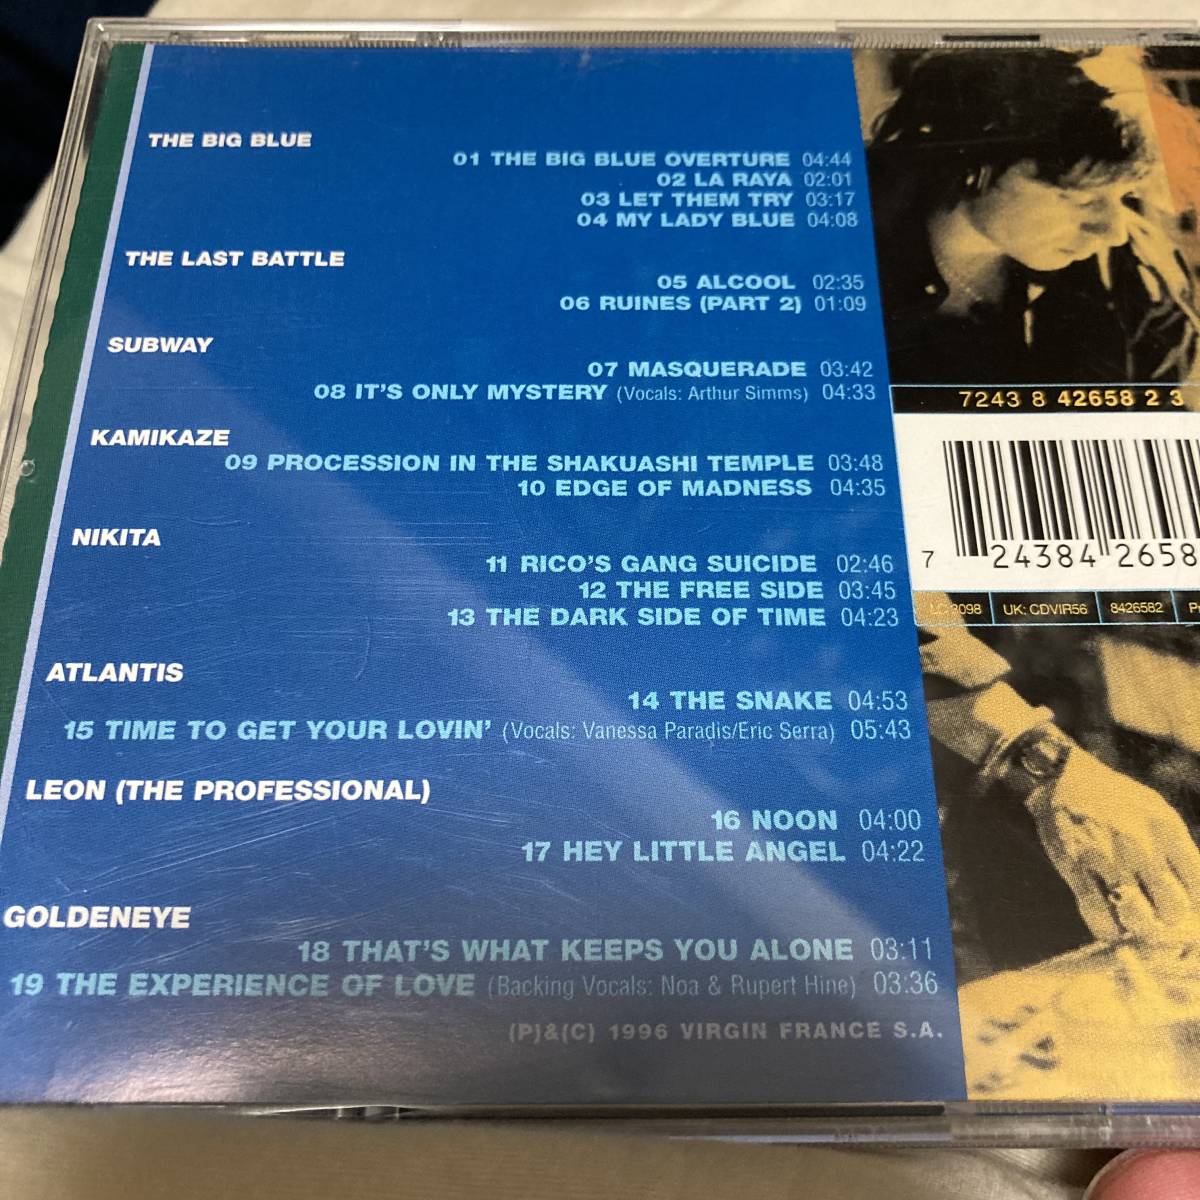 THE BIG BLUE
01 THE BIG BLUE OVERTURE 04:44
02 LA RAYA 02:01
03 LET THEM TRY 03:17
04 MY LADY BLUE 04:08
THE LAST BATTLE
05 ALCOOL 02:35
06 RUINES (PART 2) 01:09
SUBWAY
07 MASQUERADE 03:42
08 IT'S ONLY MYSTERY (Vocals: Arthur Simms) 04:33
KAMIKAZE
09 PROCESSION IN THE SHAKUASHI TEMPLE 03:48
10 EDGE OF MADNESS 04:35
NIKITA
11 RICO'S GANG SUICIDE 02:46
12 THE FREE SIDE 03:45
13 THE DARK SIDE OF TIME 04:23
ATLANTIS
14 THE SNAKE 04:53
15 TIME TO GET YOUR LOVIN' (Vocals: Vanessa Paradis/Eric Serra) 05:43
LEON (THE PROFESSIONAL)
16 NOON 04:00
17 HEY LITTLE ANGEL 04:22
GOLDENEYE
18 THAT'S WHAT KEEPS YOU ALONE 03:11
19 THE EXPERIENCE OF LOVE (Backing Vocals: Noa & Rupert Hine) 03:36
(P)&(C) 1996 VIRGIN FRANCE S.A.
7243 8 42658 2 3
7 24384 2658
LC 3098 UK: CDVIR56 8426582